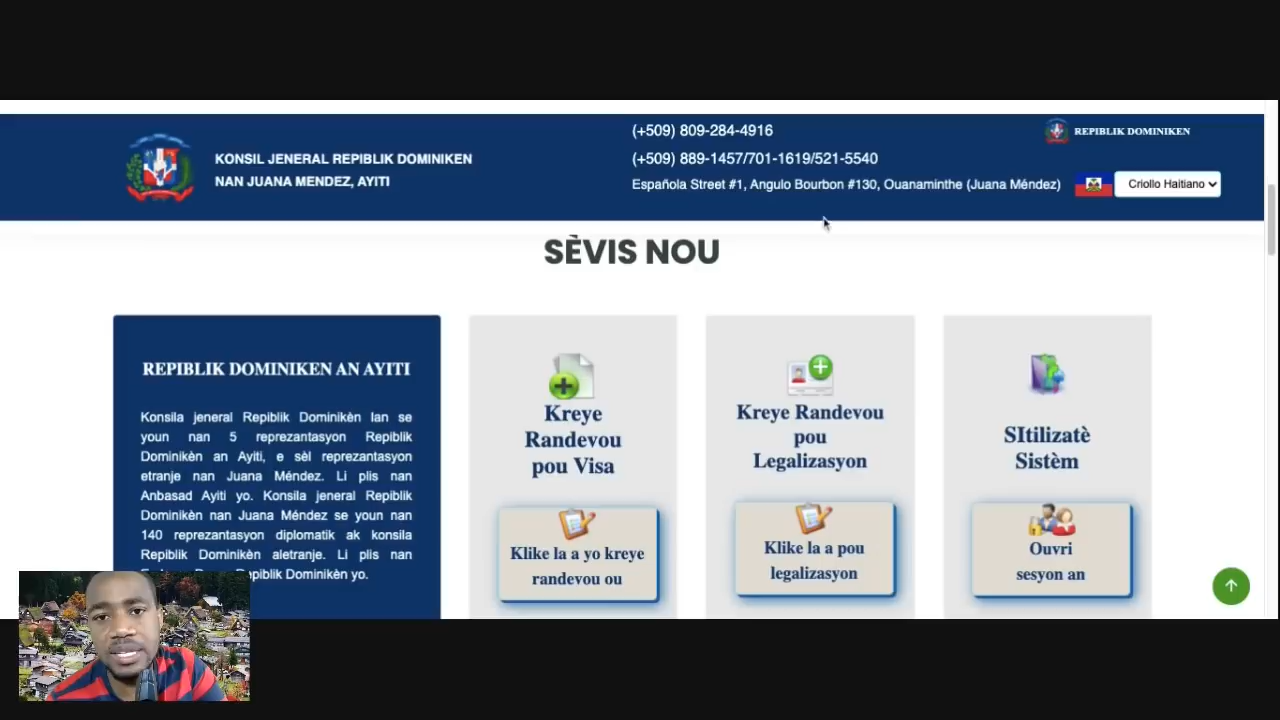 (+509) 809-284-4916
REPIBLIK DOMINIKEN
KONSIL JENERAL REPIBLIK DOMINIKEN
NAN JUANA MENDEZ, AYITI
(+509) 889-1457/701-1619/521-5540
Española Street #1, Angulo Bourbon #130, Ouanaminthe (Juana Méndez)
Criollo Haitiano
SÈVIS NOU
REPIBLIK DOMINIKEN AN AYITI
Konsila jeneral Repiblik Dominikèn lan se
youn nan 5 reprezantasyon Repiblik
Dominikèn an Ayiti, e sèl reprezantasyon
etranje nan Juana Méndez. Li plis nan
Anbasad Ayiti yo. Konsila jeneral Repiblik
Dominikèn nan Juana Méndez se youn nan
140 reprezantasyon diplomatik ak konsila
Repiblik Dominikèn aletranje. Li plis nan
Repiblik Dominikèn yo.
Kreye
Randevou
pou Visa
Klike la a yo kreye
randevou ou
Kreye Randevou
pou
Legalizasyon
Klike la a pou
legalizasyon
SItilizatè
Sistèm
Ouvri
sesyon an